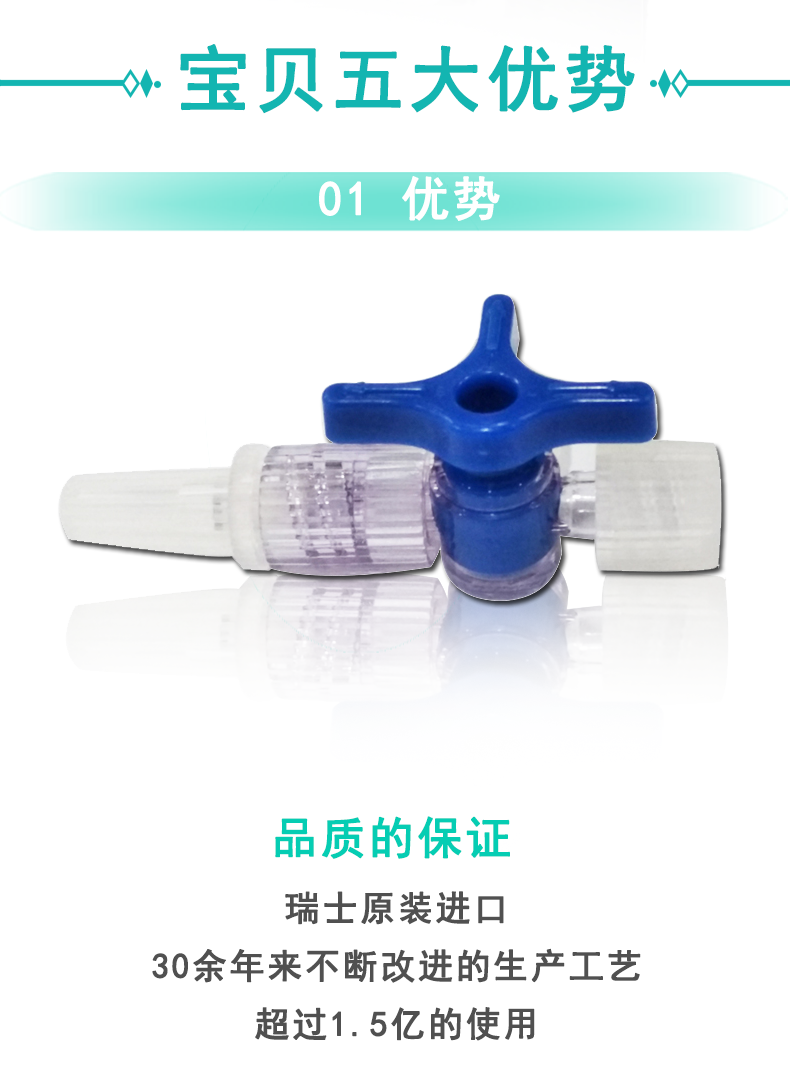 宝贝五大优势
01 优势
品质的保证
瑞士原装进口
30余年来不断改进的生产工艺
超过1.5亿的使用